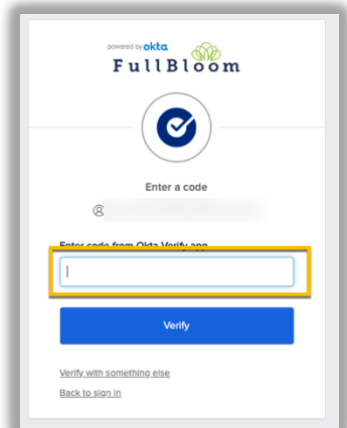 powered by okta
FullBloom
Enter a code
Enter code from Okta Verify app
Verify
Verify with something else
Back to sign in